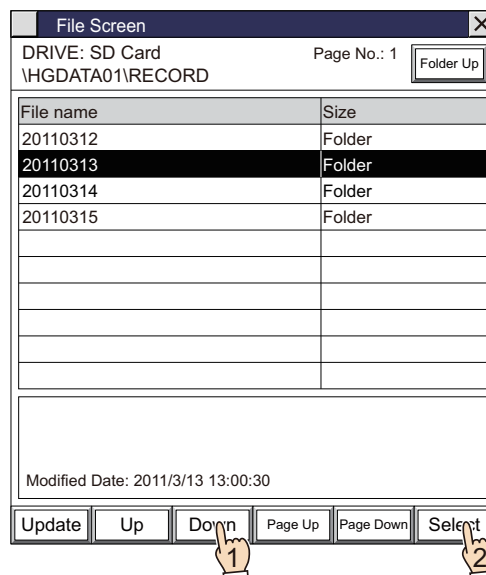 File Screen
DRIVE: SD Card Page No.: 1 Folder Up
\HGDATA01\RECORD
File name Size
20110312 Folder
20110313 Folder
20110314 Folder
20110315 Folder
Modified Date: 2011/3/13 13:00:30
Update Up Down Page Up Page Down Select
1 2